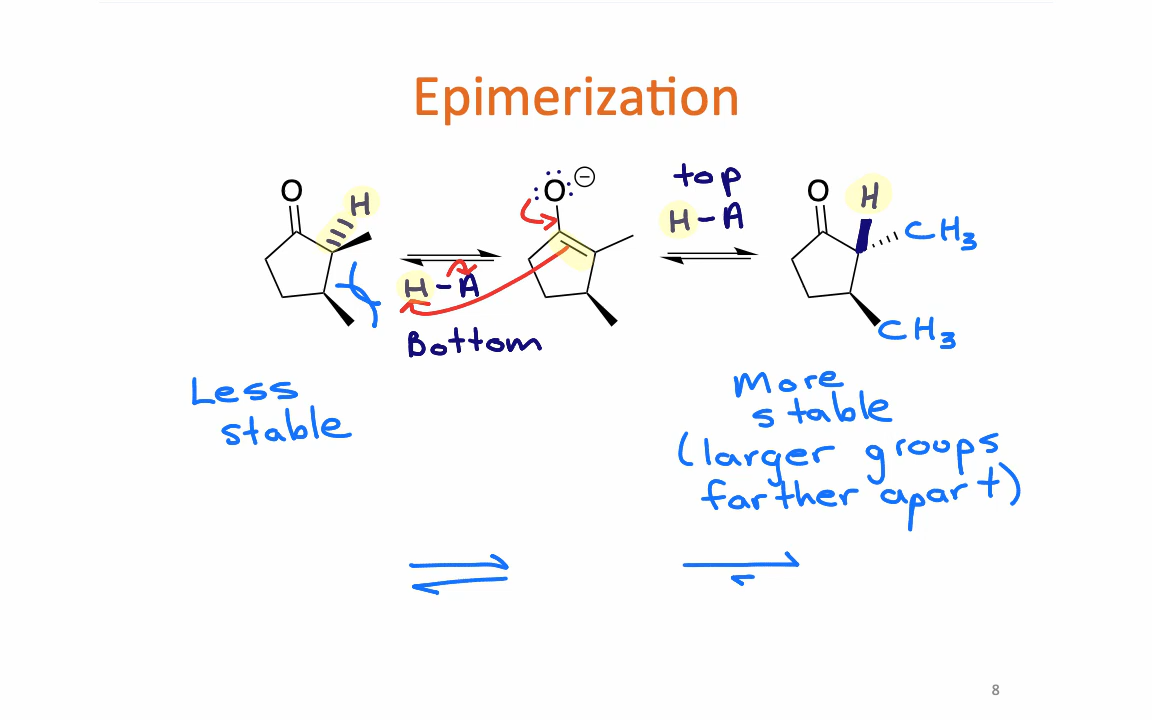 Epimerization
O
H
O
−
top
H–A
O
H
CH3
H–A
Bottom
CH3
Less
stable
More
stable
(larger groups
farther apart)
8